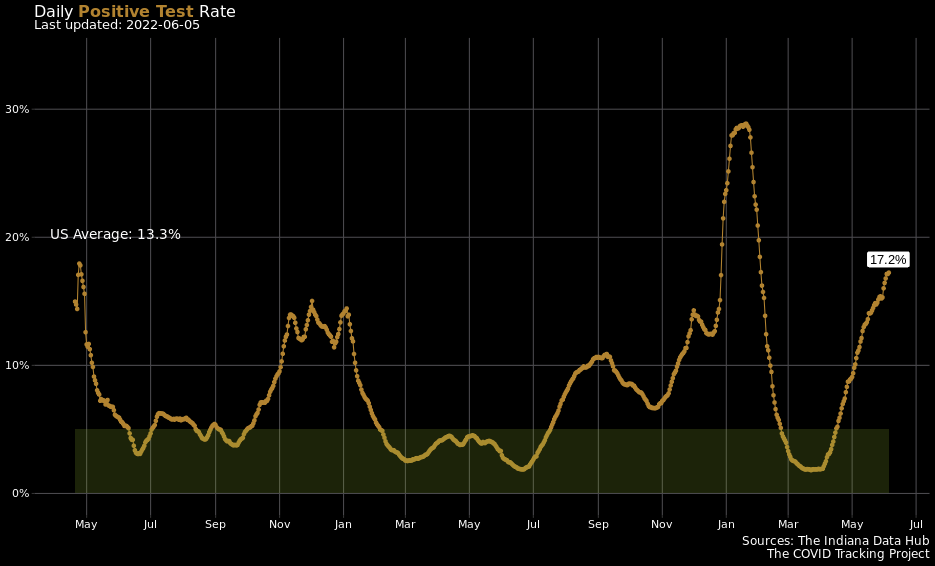 Daily Positive Test Rate
Last updated: 2022-06-05
30%
20%
US Average: 13.3%
17.2%
10%
0%
May Jul Sep Nov Jan Mar May Jul Sep Nov Jan Mar May Jul
Sources: The Indiana Data Hub
The COVID Tracking Project